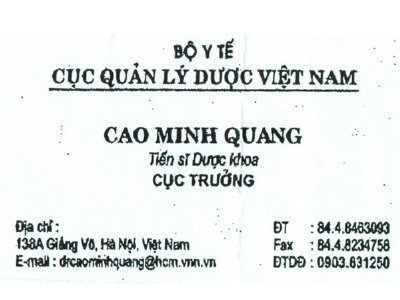 BỘ Y TẾ
CỤC QUẢN LÝ DƯỢC VIỆT NAM
CAO MINH QUANG
Tiến sĩ Dược khoa
CỤC TRƯỞNG
Địa chỉ : ĐT : 84.4.8463093
138A Giảng Võ, Hà Nội, Việt Nam Fax : 84.4.8234758
E-mail : drcaominhquang@hcm.vnn.vn ĐTDĐ : 0903.631250